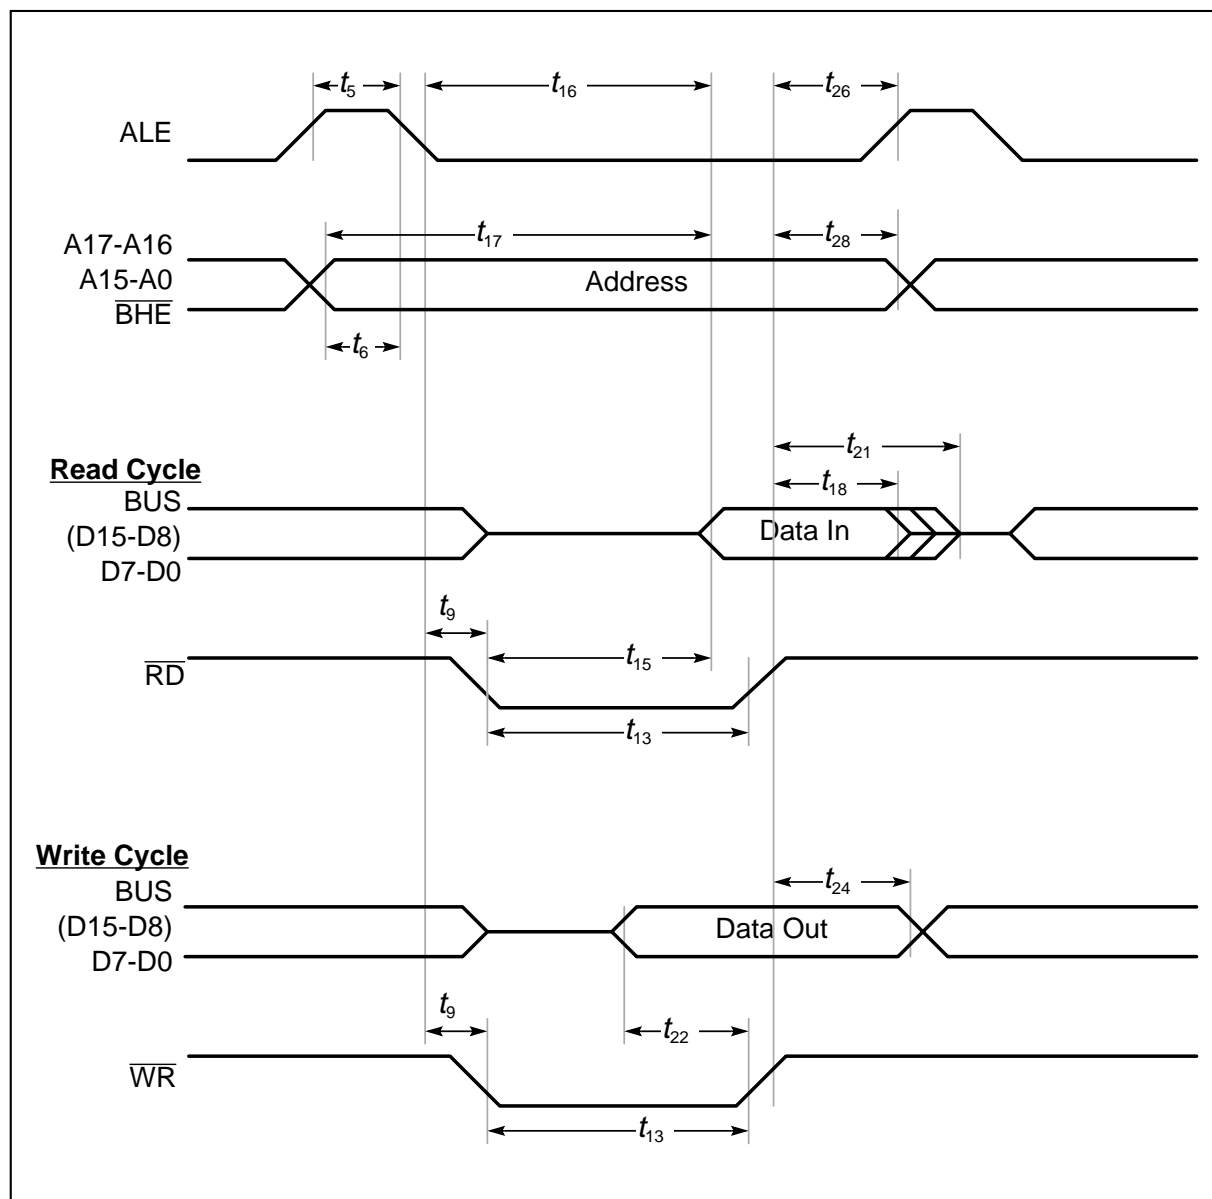 t5
t16
t26
ALE
t17
t28
A17-A16
A15-A0
BHE
Address
t6
t21
Read Cycle
t18
BUS
(D15-D8)
D7-D0
Data In
t9
t15
RD
t13
Write Cycle
t24
BUS
(D15-D8)
D7-D0
Data Out
t9
t22
WR
t13